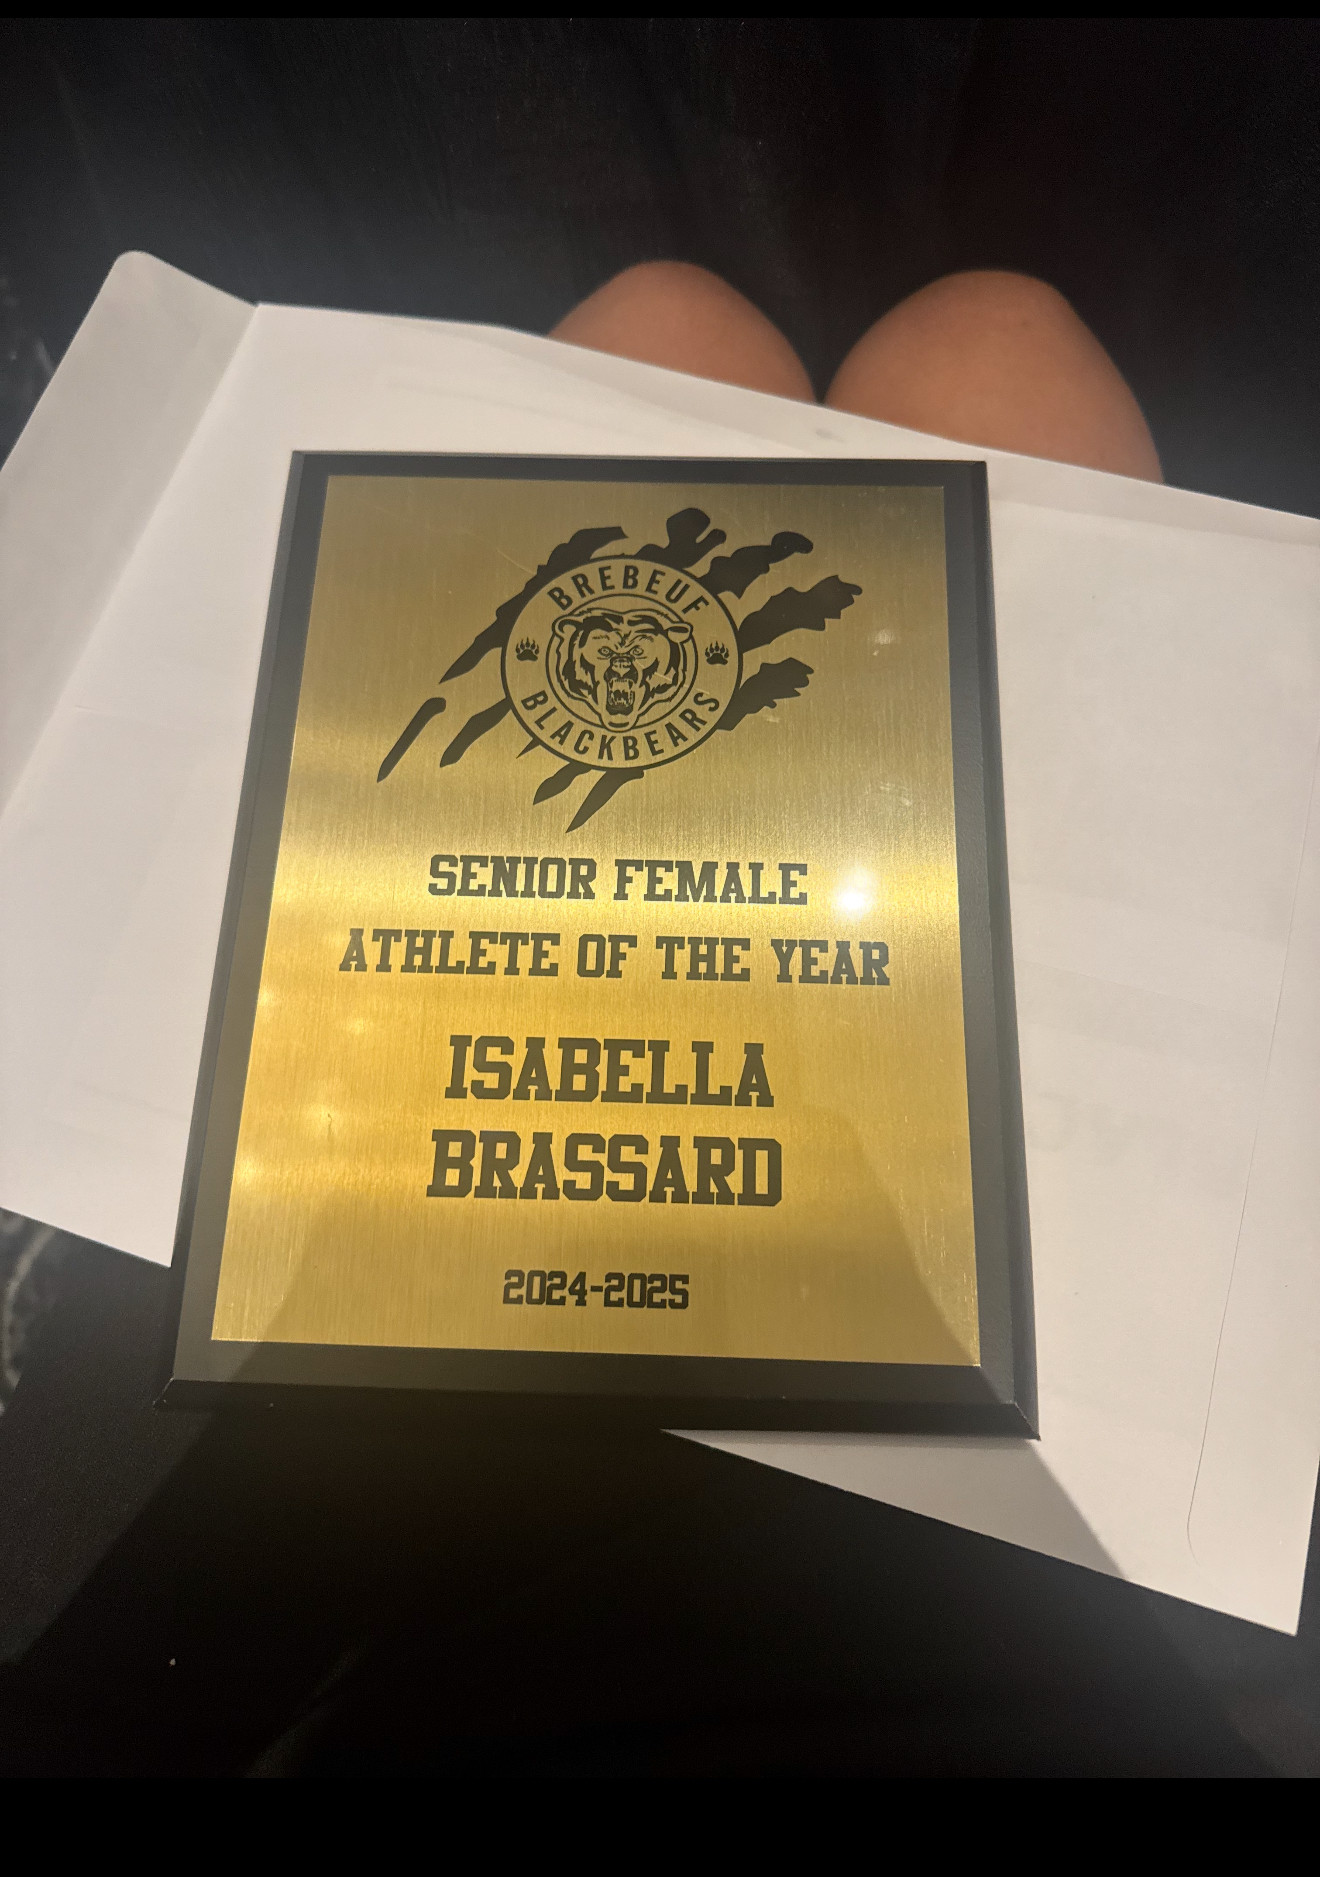 BREBEUF
BLACKBEARS
SENIOR FEMALE
ATHLETE OF THE YEAR
ISABELLA
BRASSARD
2024-2025